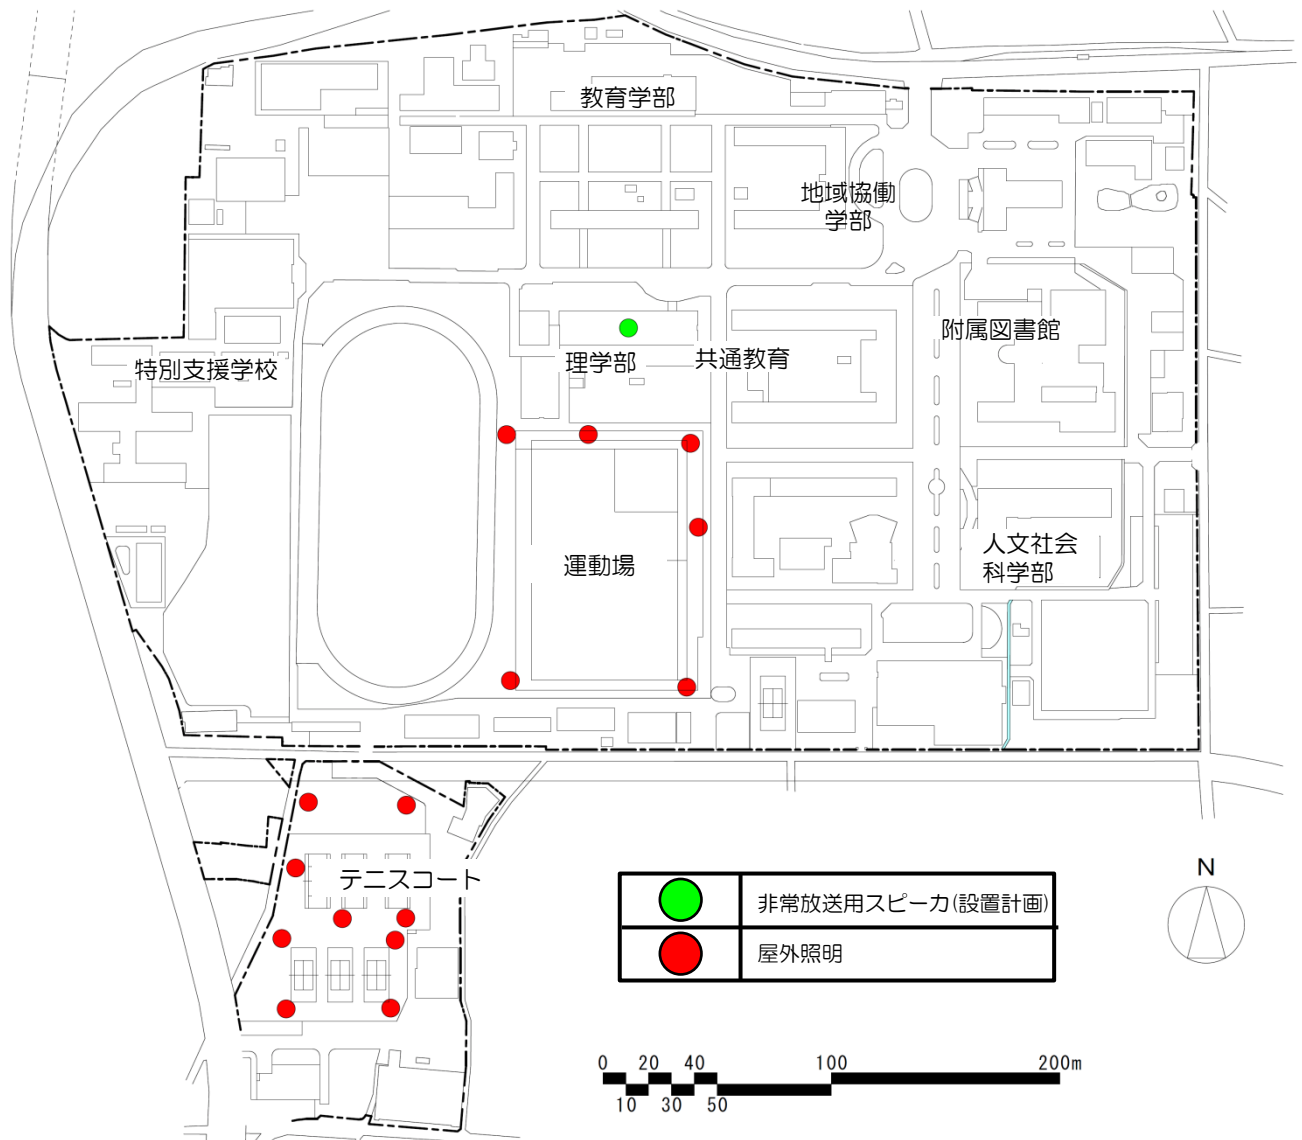 教育学部
地域協働
学部
附属図書館
特別支援学校
理学部
共通教育
運動場
人文社会
科学部
テニスコート
非常放送用スピーカ(設置計画)
屋外照明
N
0 20 40 100 200m
10 30 50